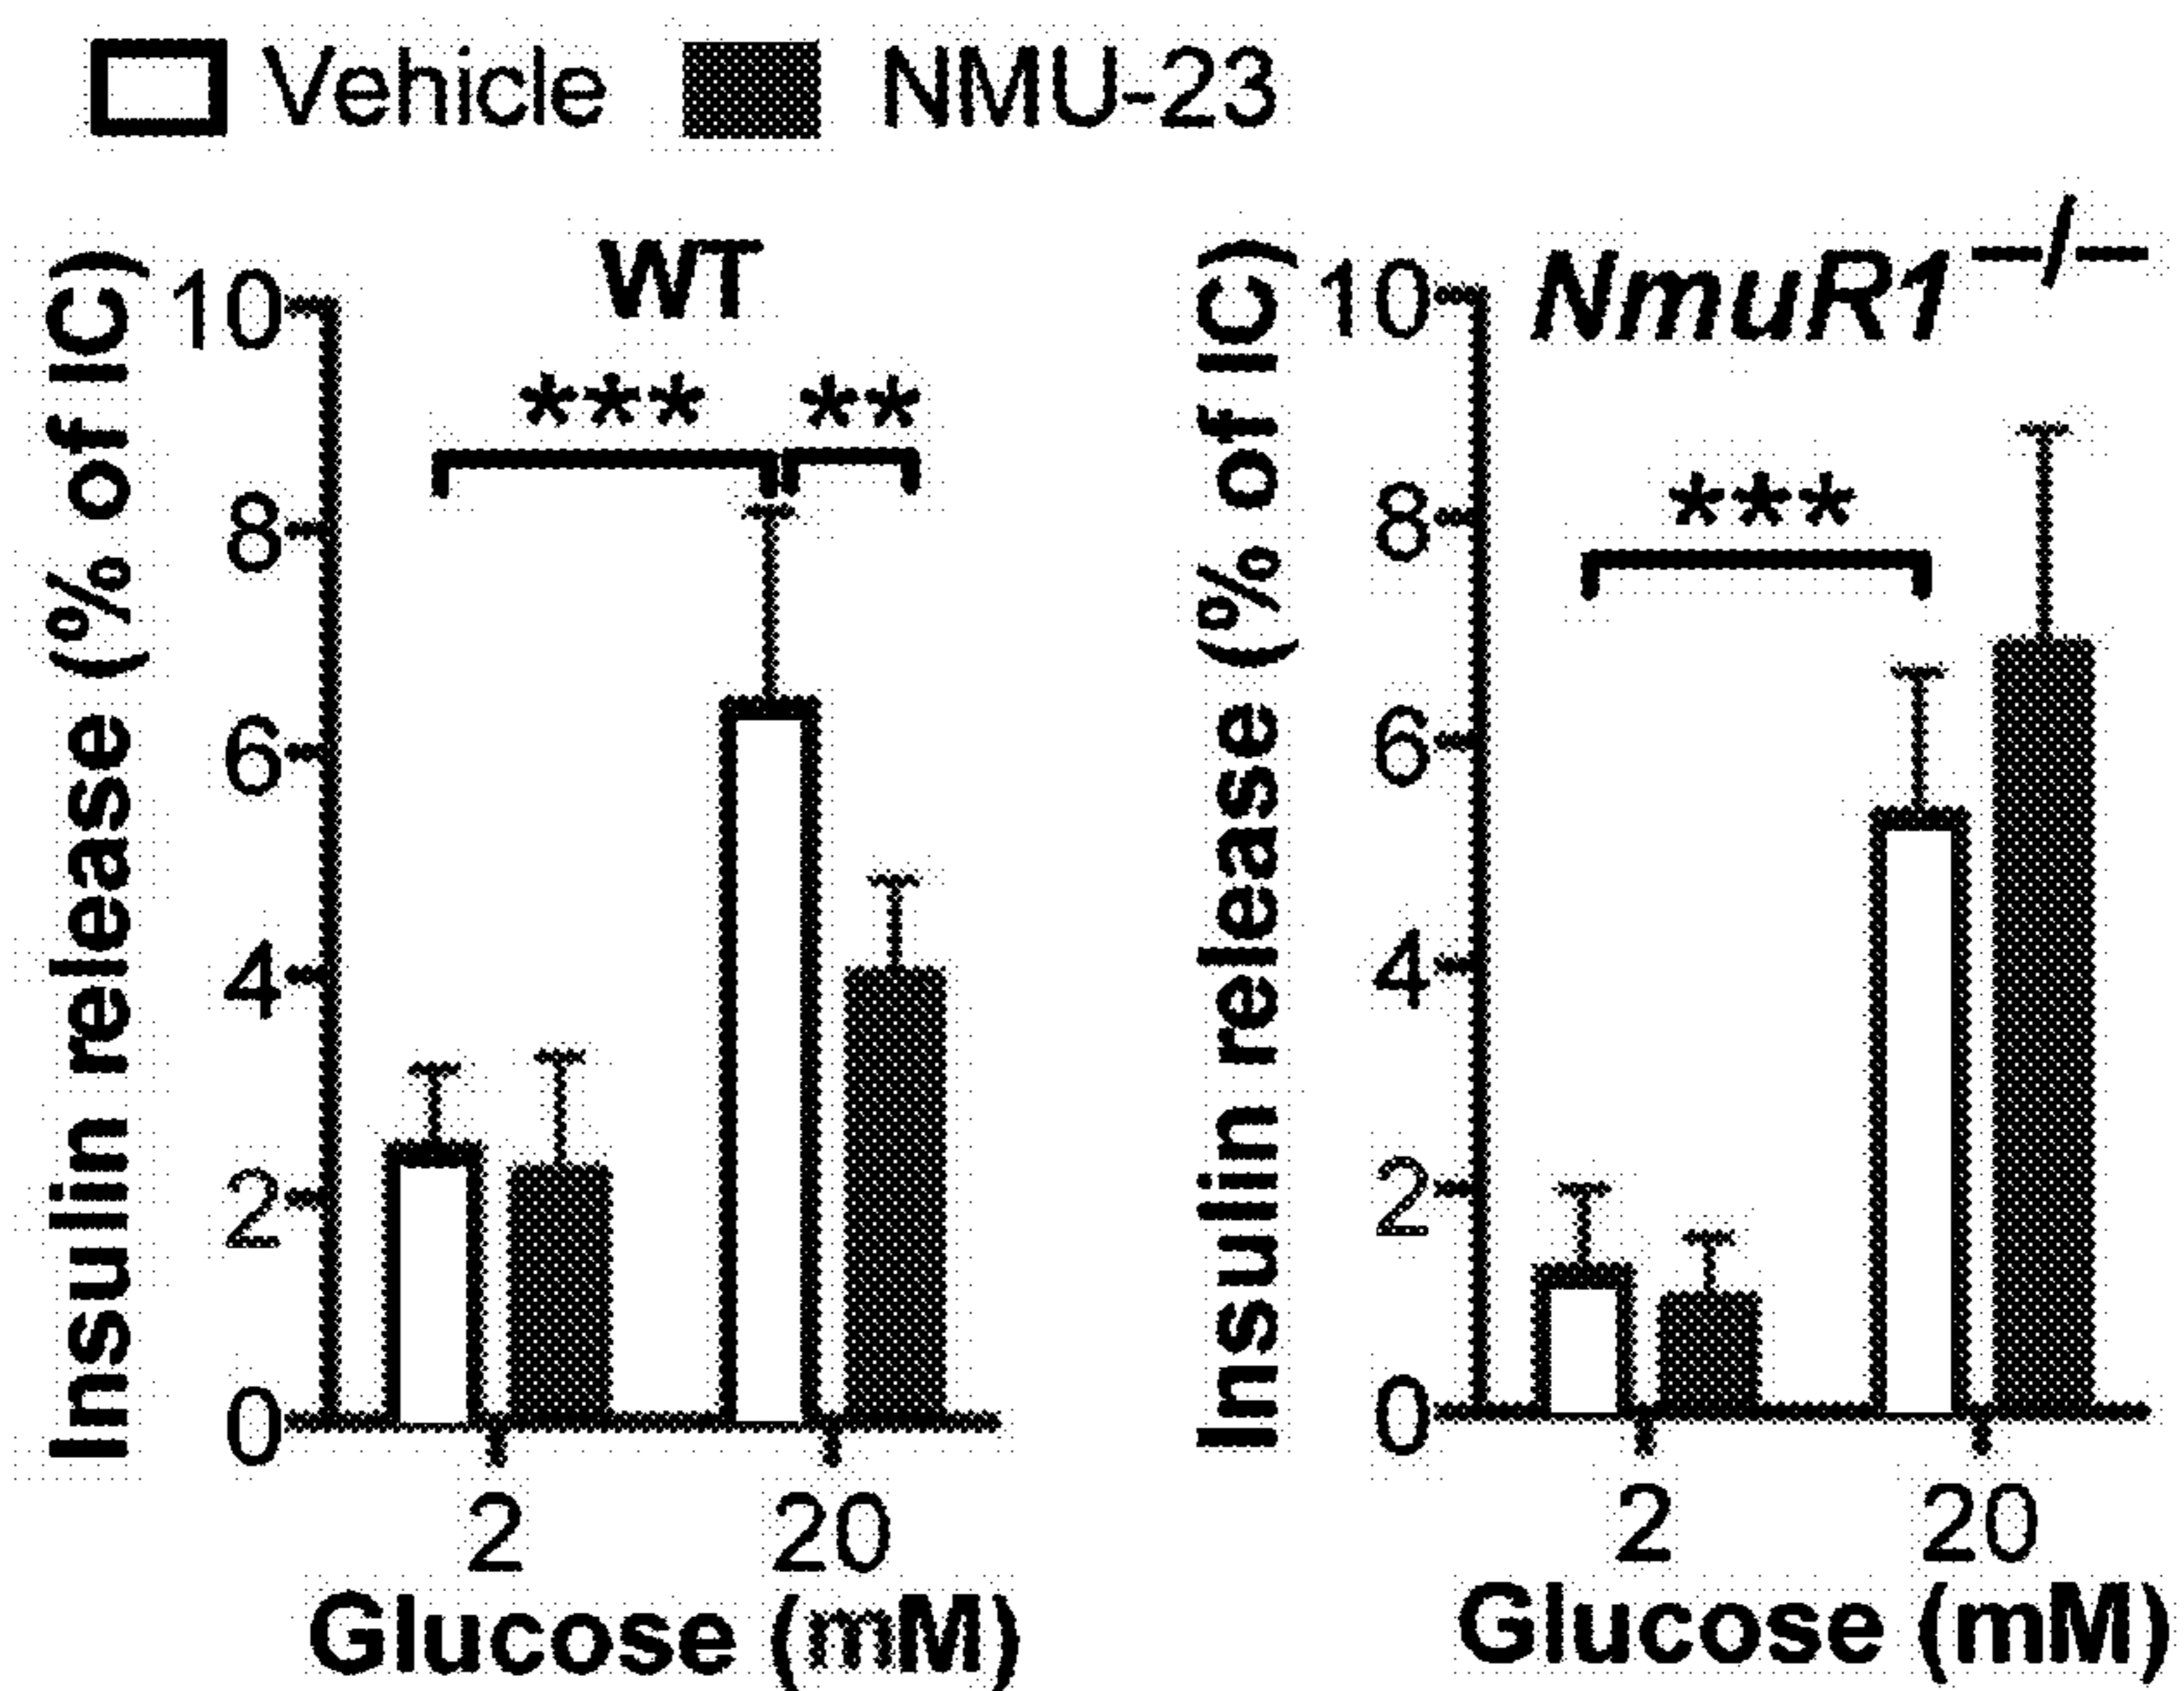 Vehicle NMU-23
WT
Insulin release (% of IC)
10
8
6
4
2
0
*** **
2 20
Glucose (mM)
NmuR1−/−
Insulin release (% of IC)
10
8
6
4
2
0
***
2 20
Glucose (mM)